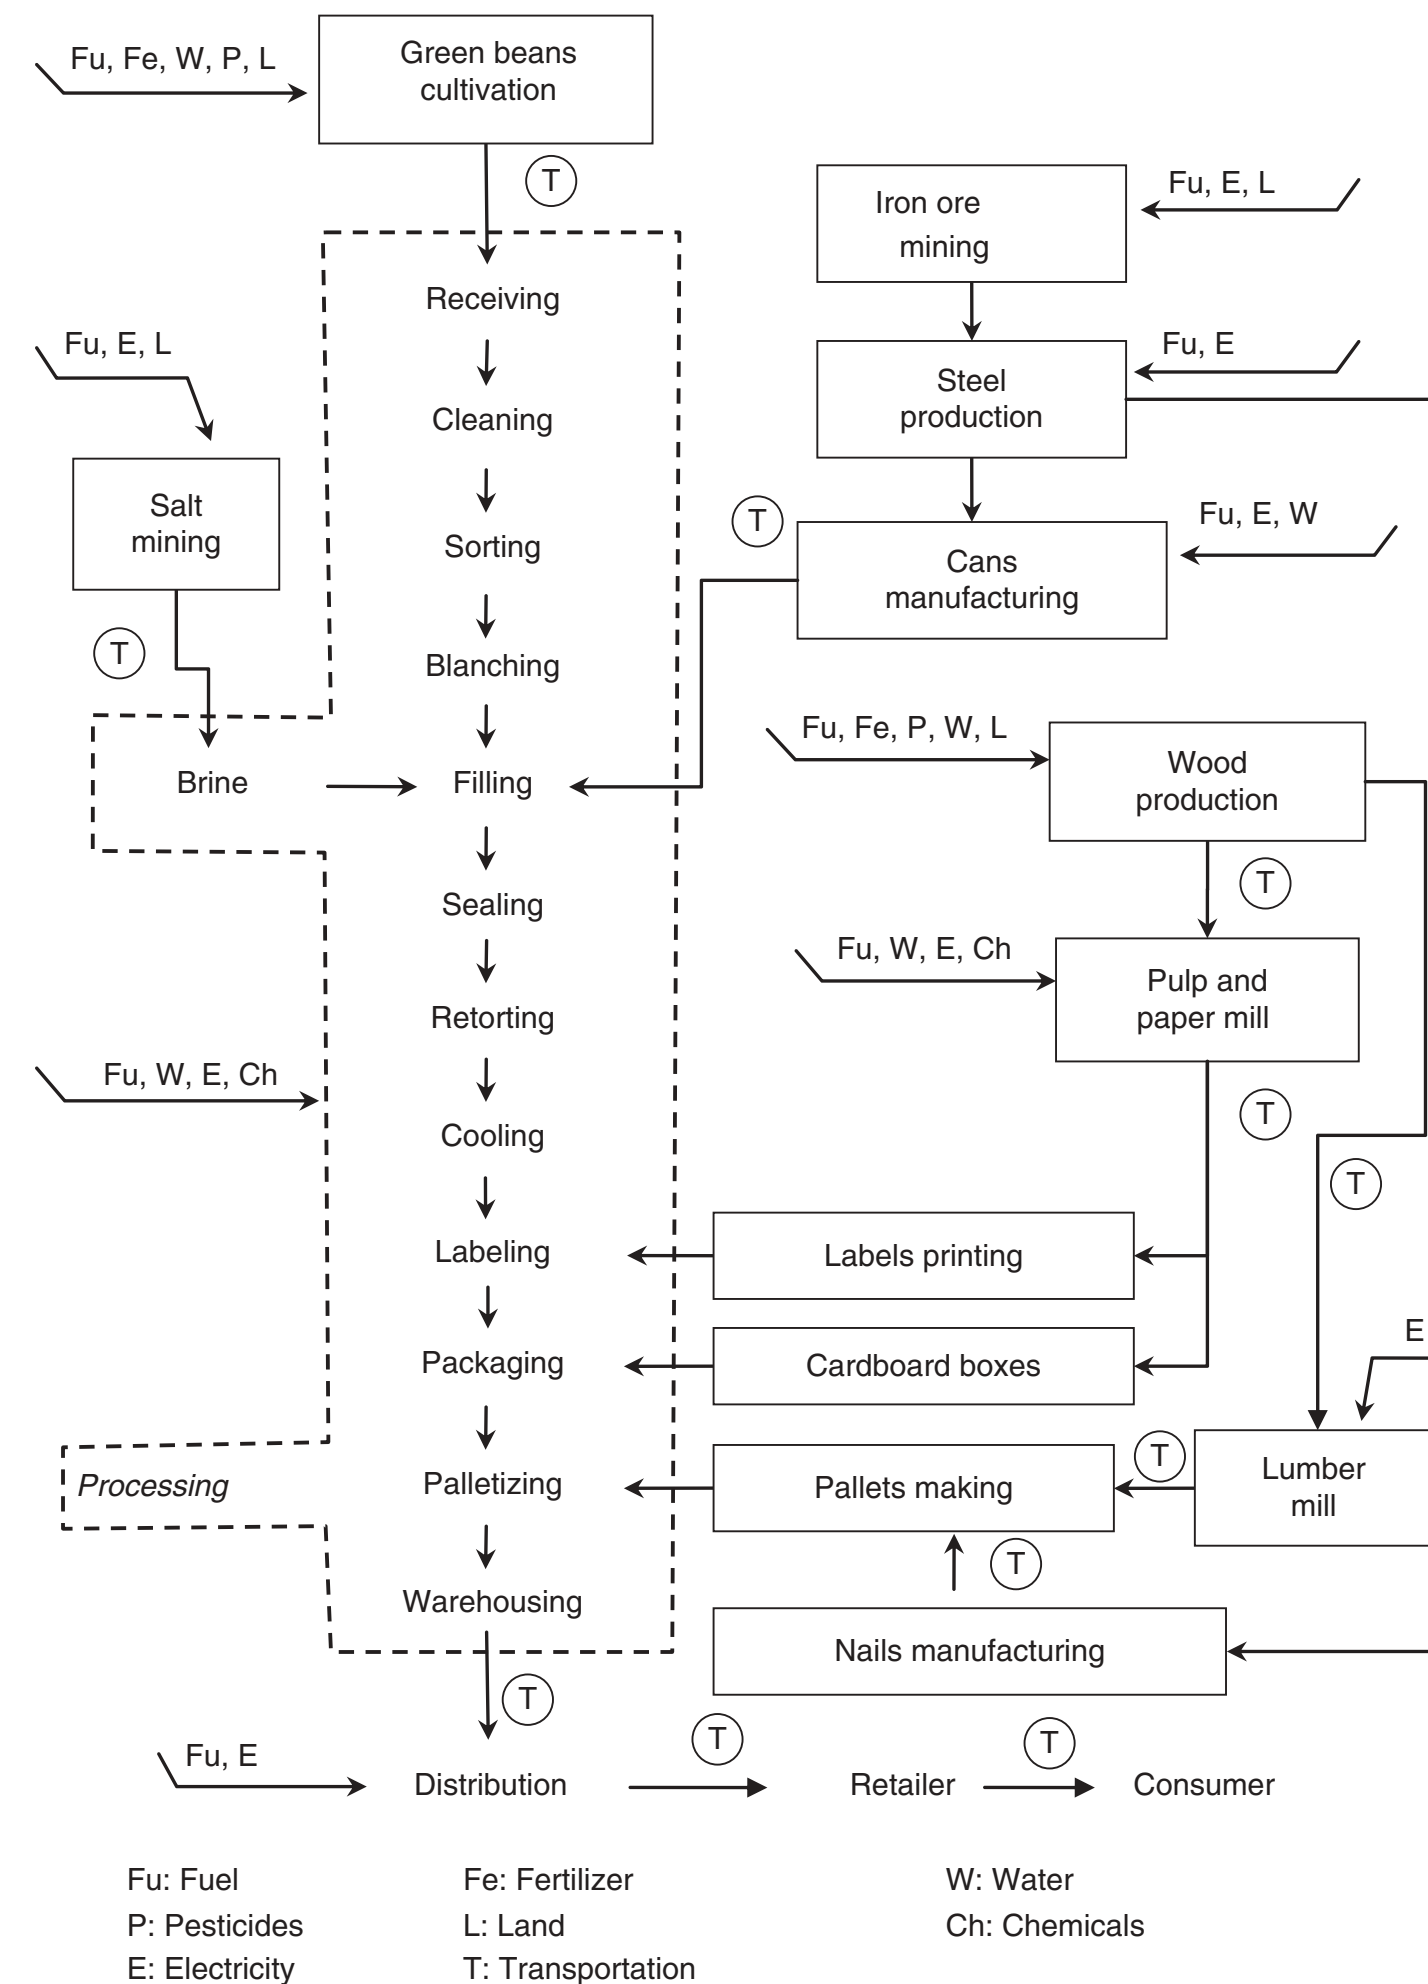 Fu, Fe, W, P, L
Green beans
cultivation
T
Iron ore
mining
Fu, E, L
Receiving
Fu, E, L
Steel
production
Fu, E
Cleaning
Salt
mining
Sorting
T
Cans
manufacturing
Fu, E, W
T
Blanching
Fu, Fe, P, W, L
Wood
production
Brine
Filling
T
Sealing
Fu, W, E, Ch
Pulp and
paper mill
Retorting
Fu, W, E, Ch
T
Cooling
T
Labeling
Labels printing
E
Packaging
Cardboard boxes
T
Lumber
mill
Processing
Palletizing
Pallets making
T
Warehousing
Nails manufacturing
T
T
T
Fu, E
Distribution
Retailer
Consumer
Fu: Fuel
Fe: Fertilizer
W: Water
P: Pesticides
L: Land
Ch: Chemicals
E: Electricity
T: Transportation